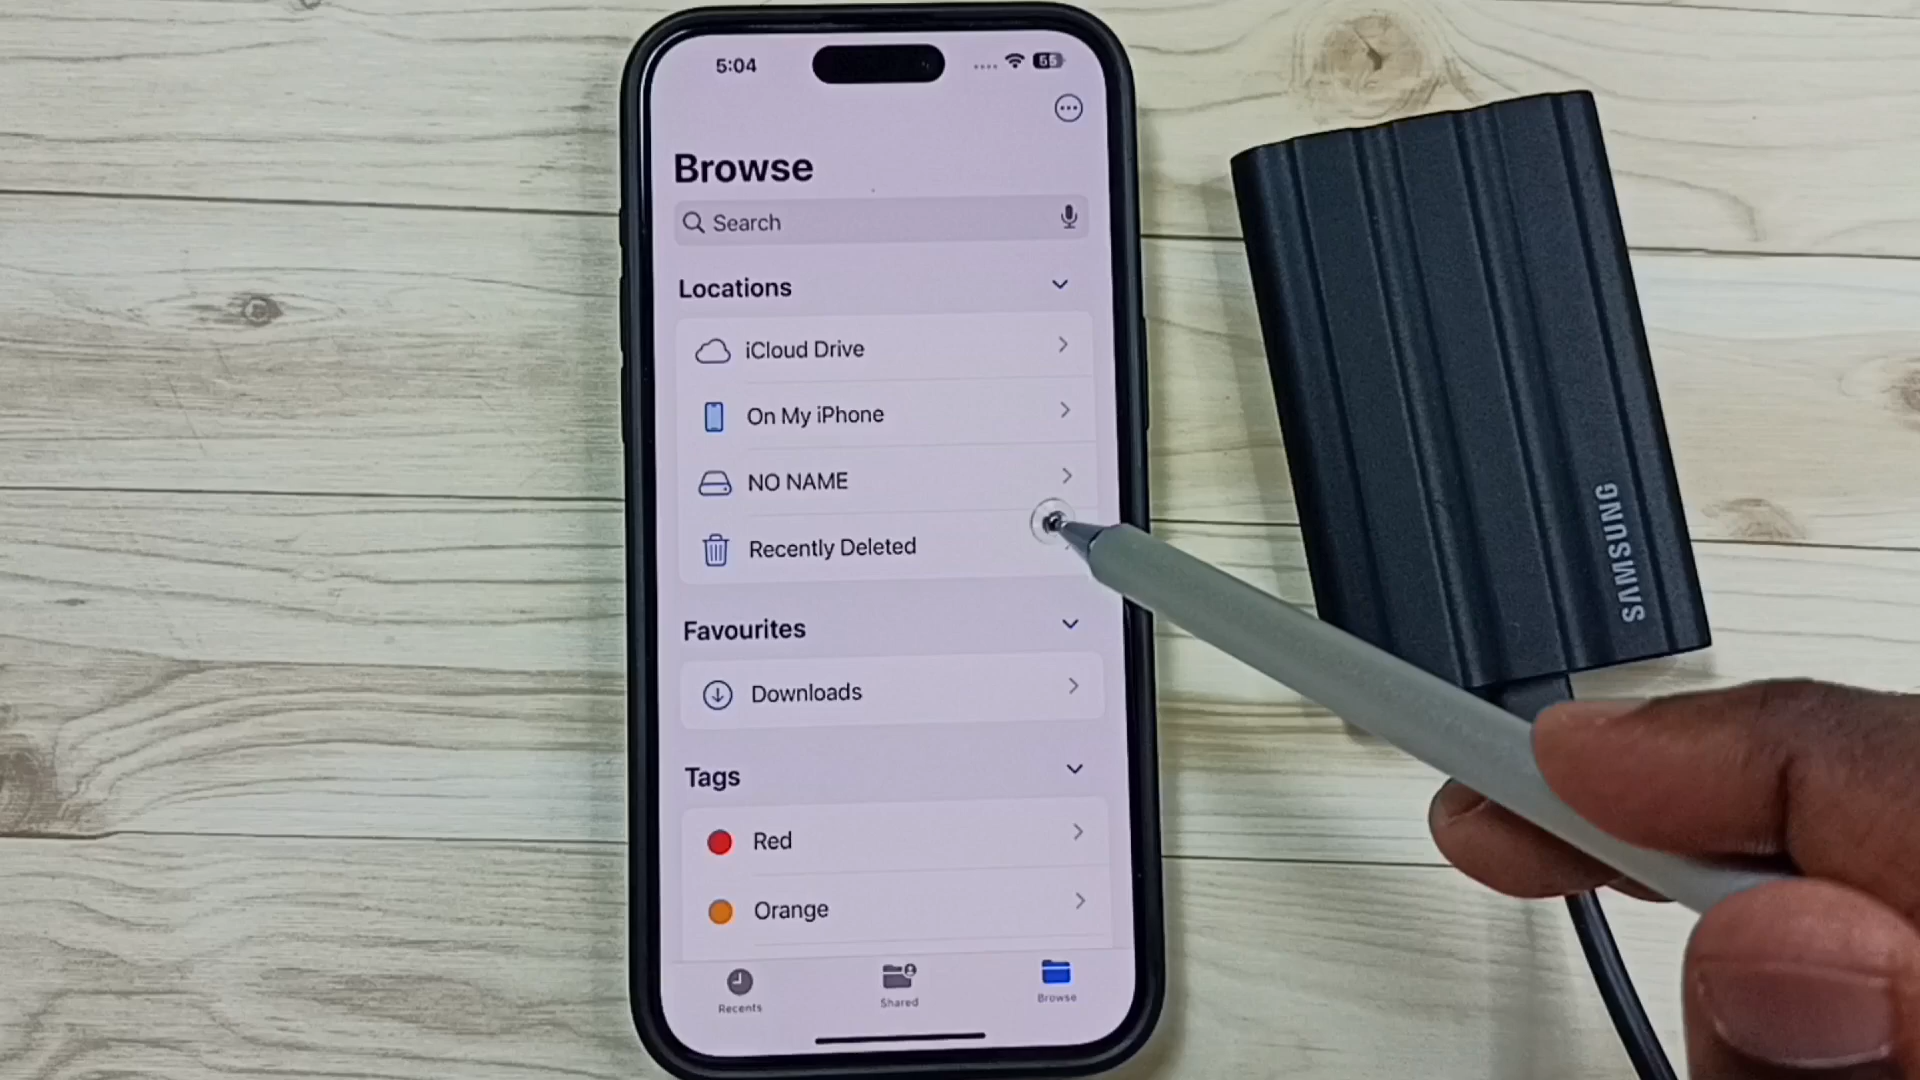 5:04
55
Browse
Search
Locations
iCloud Drive
On My iPhone
NO NAME
Recently Deleted
Favourites
Downloads
Tags
Red
Orange
Recents
Shared
Browse
SAMSUNG